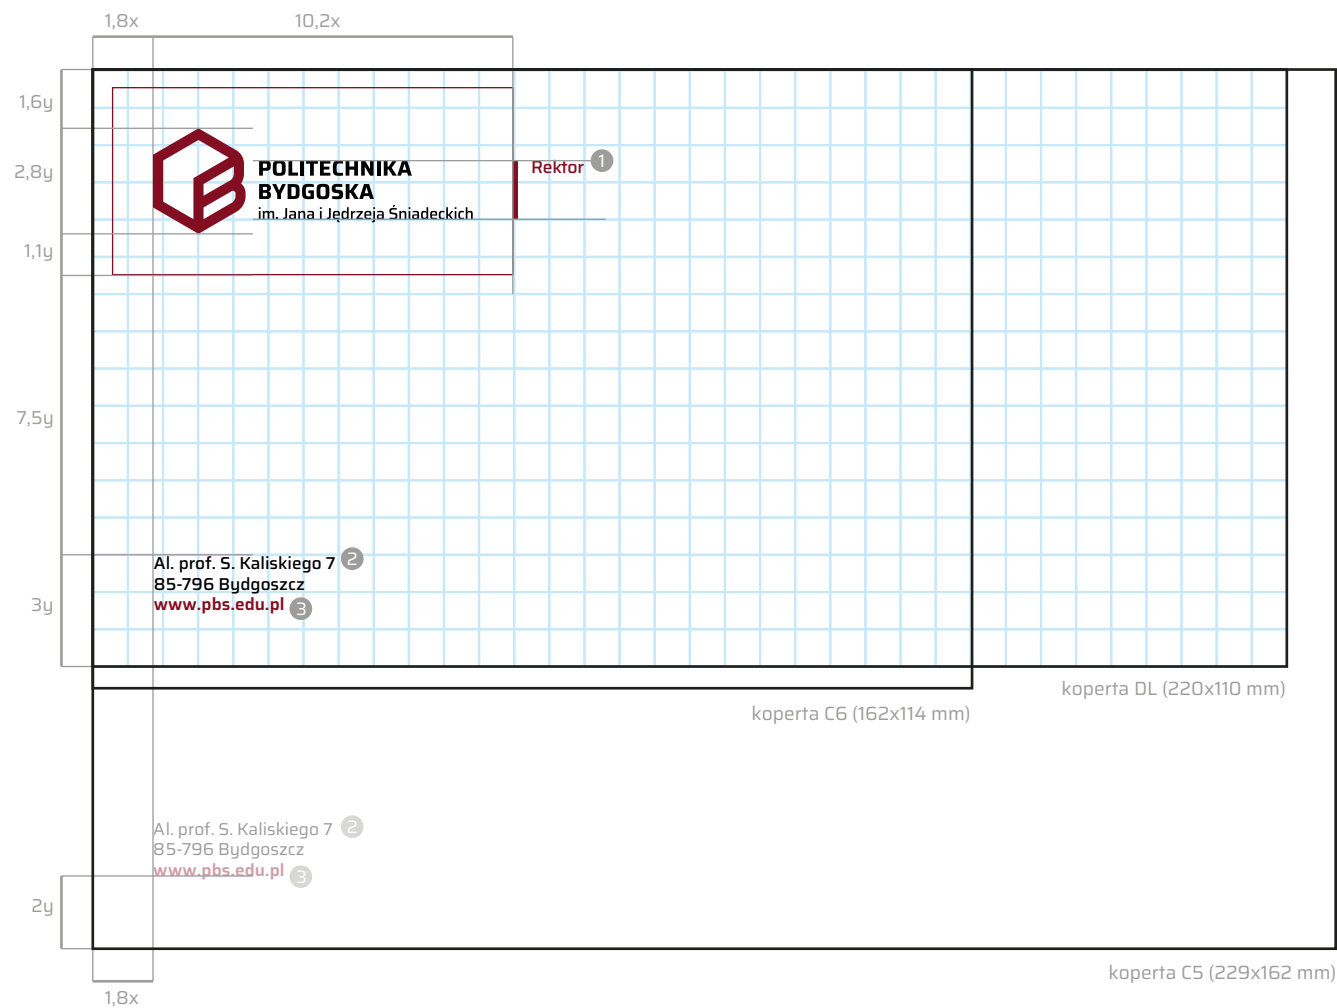 1,8x
10,2x
1,6y
2,8y
1,1y
7,5y
3y
2y
1,8x
POLITECHNIKA
BYDGOSKA
im. Jana i Jędrzeja Śniadeckich
Rektor 1
Al. prof. S. Kaliskiego 7 2
85-796 Bydgoszcz
www.pbs.edu.pl 3
koperta DL (220x110 mm)
koperta C6 (162x114 mm)
Al. prof. S. Kaliskiego 7 2
85-796 Bydgoszcz
www.pbs.edu.pl 3
koperta C5 (229x162 mm)